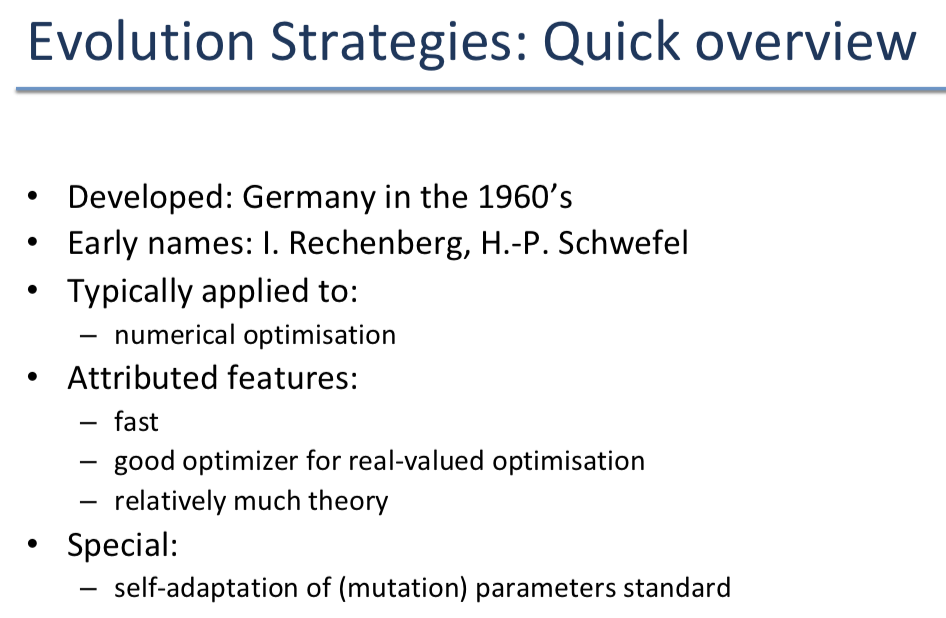 Evolution Strategies: Quick overview
• Developed: Germany in the 1960’s
• Early names: I. Rechenberg, H.-P. Schwefel
• Typically applied to:
– numerical optimisation
• Attributed features:
– fast
– good optimizer for real-valued optimisation
– relatively much theory
• Special:
– self-adaptation of (mutation) parameters standard